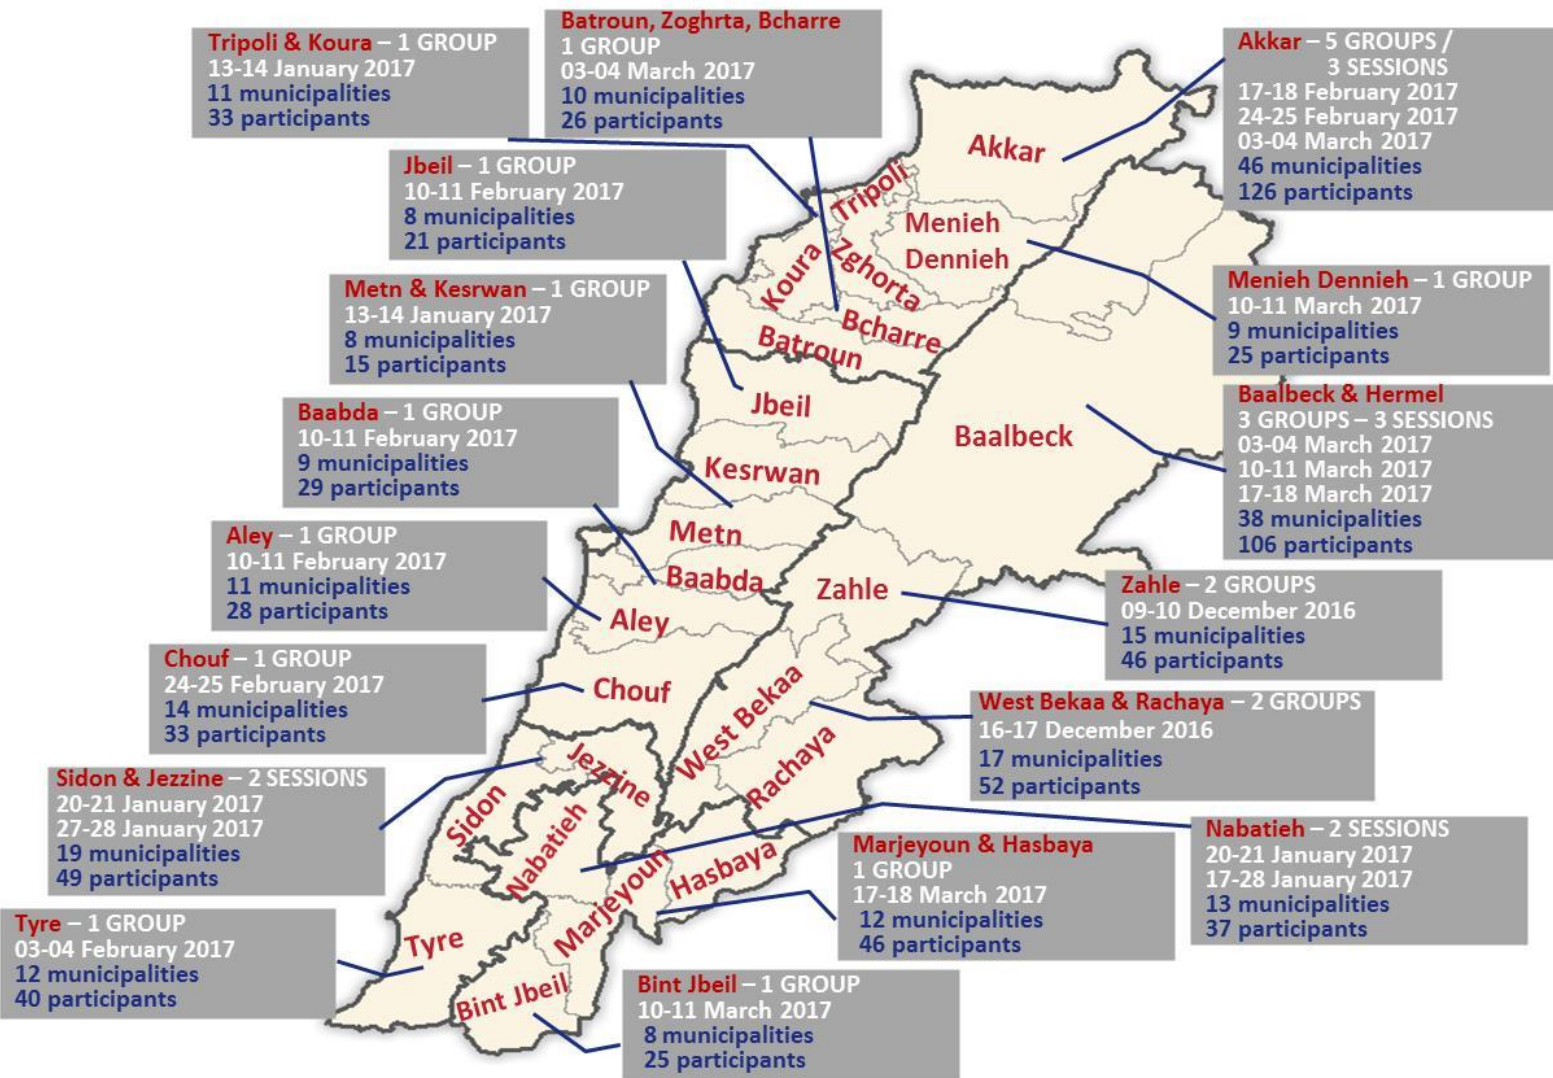 Tripoli & Koura – 1 GROUP
13-14 January 2017
11 municipalities
33 participants
Batroun, Zoghrta, Bcharre
1 GROUP
03-04 March 2017
10 municipalities
26 participants
Akkar – 5 GROUPS /
3 SESSIONS
17-18 February 2017
24-25 February 2017
03-04 March 2017
46 municipalities
126 participants
Jbeil – 1 GROUP
10-11 February 2017
8 municipalities
21 participants
Metn & Kesrwan – 1 GROUP
13-14 January 2017
8 municipalities
15 participants
Menieh Dennieh – 1 GROUP
10-11 March 2017
9 municipalities
25 participants
Baabda – 1 GROUP
10-11 February 2017
9 municipalities
29 participants
Baalbeck & Hermel
3 GROUPS – 3 SESSIONS
03-04 March 2017
10-11 March 2017
17-18 March 2017
38 municipalities
106 participants
Aley – 1 GROUP
10-11 February 2017
11 municipalities
28 participants
Zahle – 2 GROUPS
09-10 December 2016
15 municipalities
46 participants
Chouf – 1 GROUP
24-25 February 2017
14 municipalities
33 participants
West Bekaa & Rachaya – 2 GROUPS
16-17 December 2016
17 municipalities
52 participants
Sidon & Jezzine – 2 SESSIONS
20-21 January 2017
27-28 January 2017
19 municipalities
49 participants
Nabatieh – 2 SESSIONS
20-21 January 2017
17-28 January 2017
13 municipalities
37 participants
Marjeyoun & Hasbaya
1 GROUP
17-18 March 2017
12 municipalities
46 participants
Tyre – 1 GROUP
03-04 February 2017
12 municipalities
40 participants
Bint Jbeil – 1 GROUP
10-11 March 2017
8 municipalities
25 participants
Akkar
Tripoli
Menieh
Dennieh
Koura
Zghorta
Bcharre
Batroun
Jbeil
Baalbeck
Kesrwan
Metn
Baabda
Zahle
Aley
Chouf
West Bekaa
Rachaya
Jezzine
Sidon
Nabatieh
Hasbaya
Marjeyoun
Tyre
Bint Jbeil